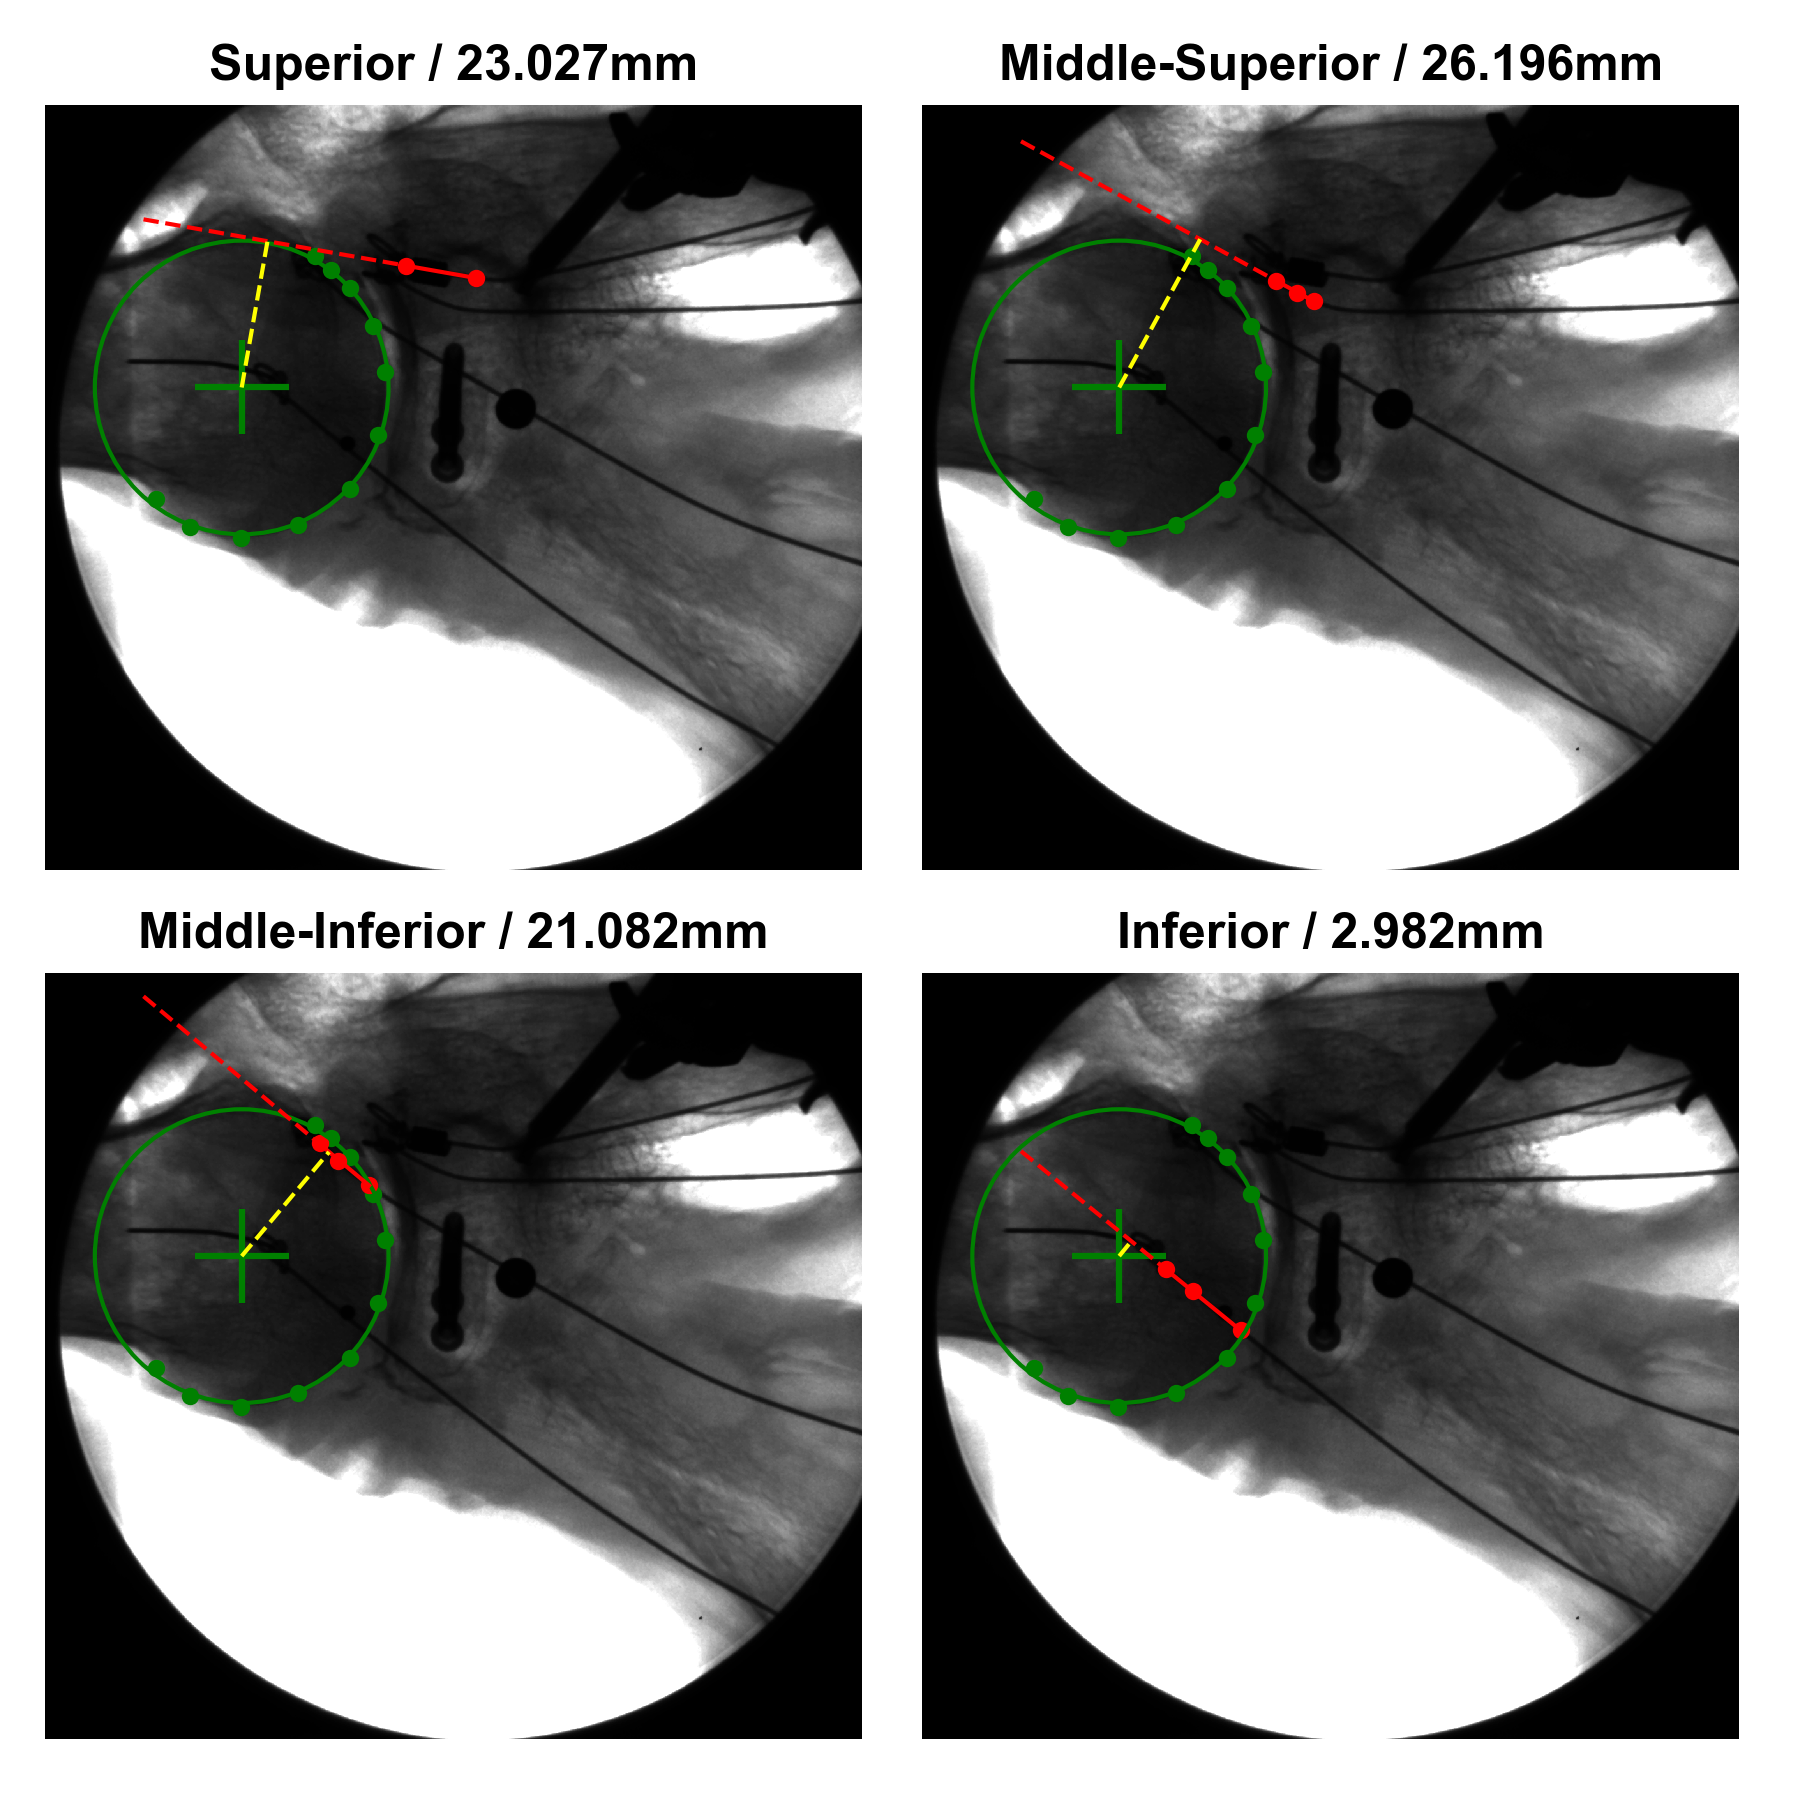 Superior / 23.027mm
Middle-Superior / 26.196mm
Middle-Inferior / 21.082mm
Inferior / 2.982mm